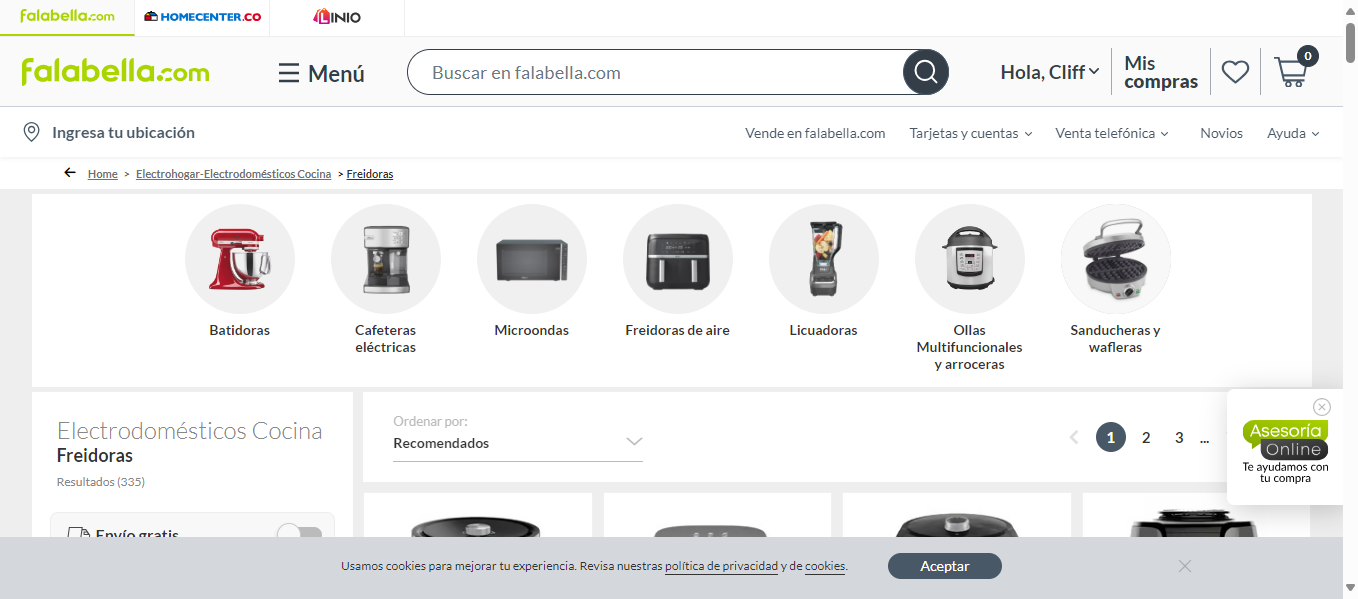 falabella.com
HOMECENTER.CO
LINIO
falabella.com
Menú
Buscar en falabella.com
Hola, Cliff
Mis
compras
0
Ingresa tu ubicación
Vende en falabella.com
Tarjetas y cuentas
Venta telefónica
Novios
Ayuda
Home > Electrohogar-Electrodomésticos Cocina > Freidoras
Batidoras
Cafeteras
eléctricas
Microondas
Freidoras de aire
Licuadoras
Ollas
Multifuncionales
y arroceras
Sanducheras y
wafleras
Electrodomésticos Cocina
Freidoras
Resultados (335)
Envío gratis
Ordenar por:
Recomendados
1 2 3 ...
Asesoría
Online
Te ayudamos con
tu compra
Usamos cookies para mejorar tu experiencia. Revisa nuestras política de privacidad y de cookies.
Aceptar